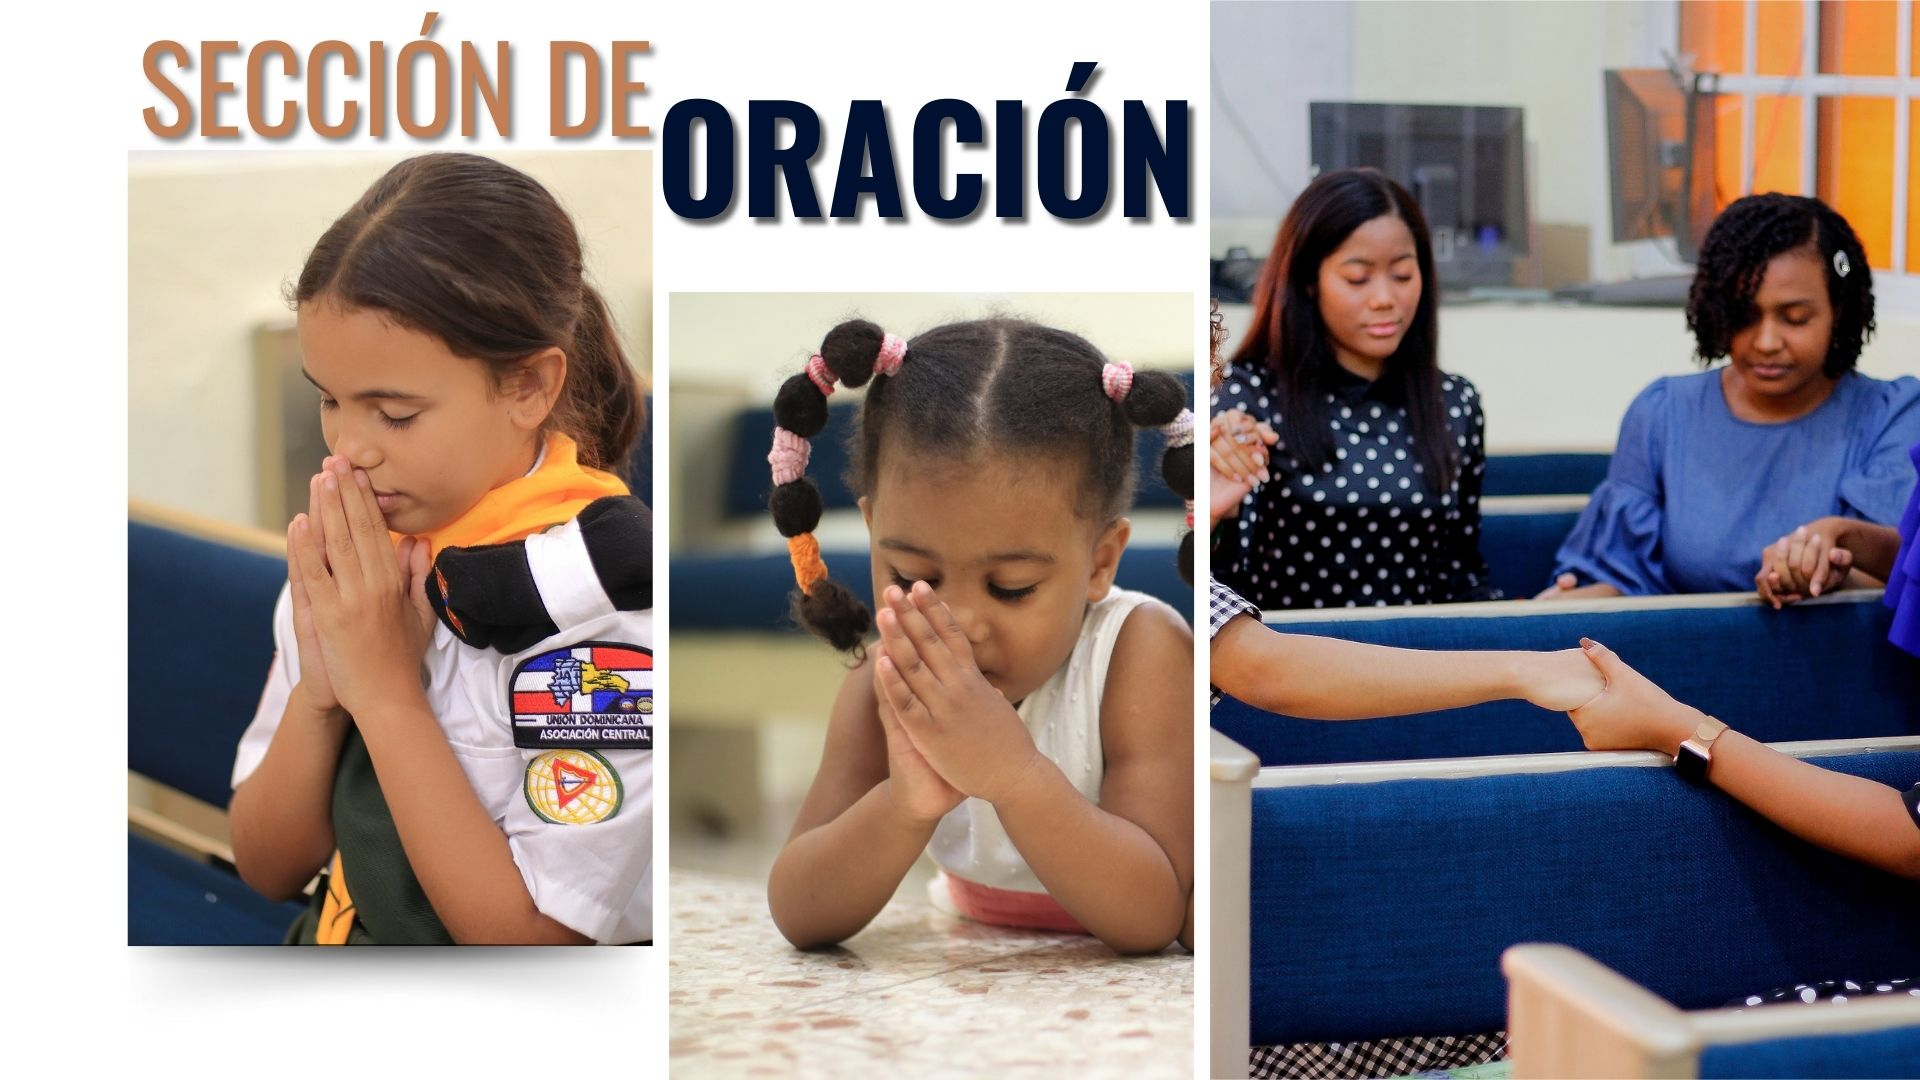 SECCIÓN DE
ORACIÓN
UNIÓN DOMINICANA
ASOCIACIÓN CENTRAL